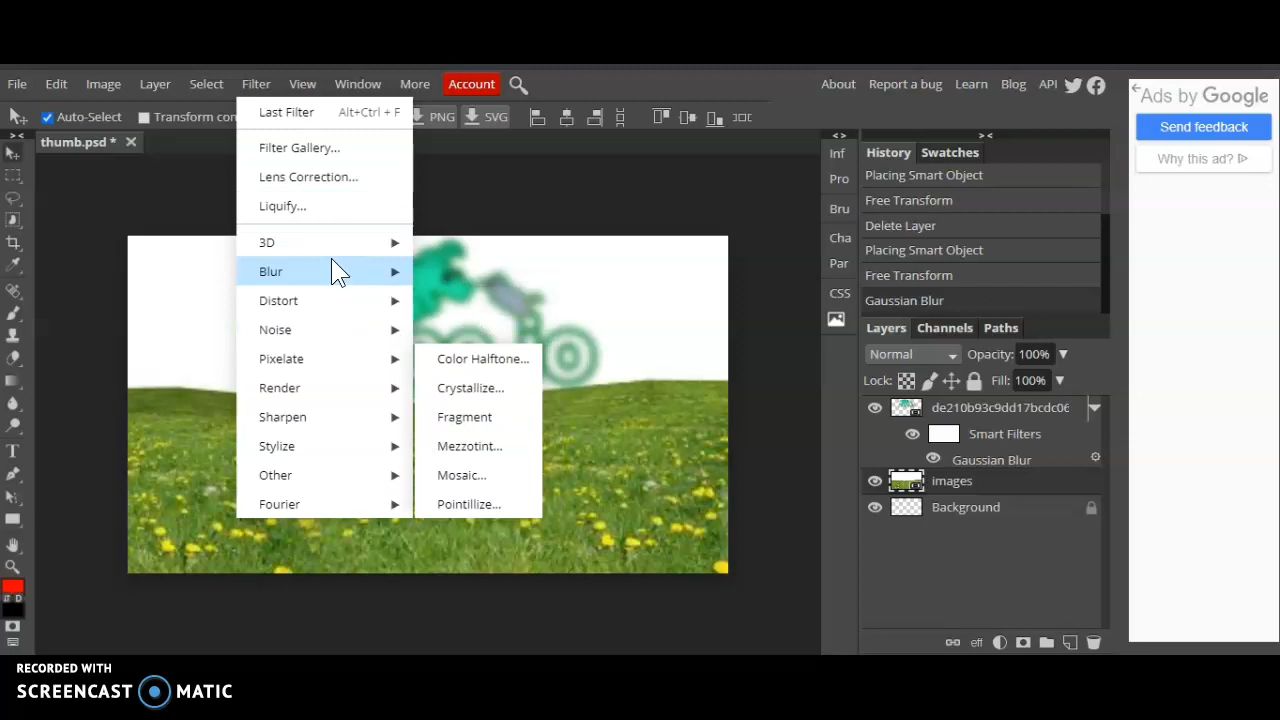 File Edit Image Layer Select Filter View Window More Account About Report a bug Learn Blog API
Auto-Select Transform con PNG SVG
thumb.psd *
Last Filter Alt+Ctrl + F
Filter Gallery...
Lens Correction...
Liquify...
3D
Blur
Distort
Noise
Pixelate
Render
Sharpen
Stylize
Other
Fourier
Color Halftone...
Crystallize...
Fragment
Mezzotint...
Mosaic...
Pointillize...
T
D
Inf
Pro
Bru
Cha
Par
CSS
History Swatches
Placing Smart Object
Free Transform
Delete Layer
Placing Smart Object
Free Transform
Gaussian Blur
Layers Channels Paths
Normal Opacity: 100%
Lock: Fill: 100%
de210b93c9dd17bcdc06
Smart Filters
Gaussian Blur
images
Background
eff
Ads by Google
Send feedback
Why this ad?
RECORDED WITH
SCREENCAST MATIC